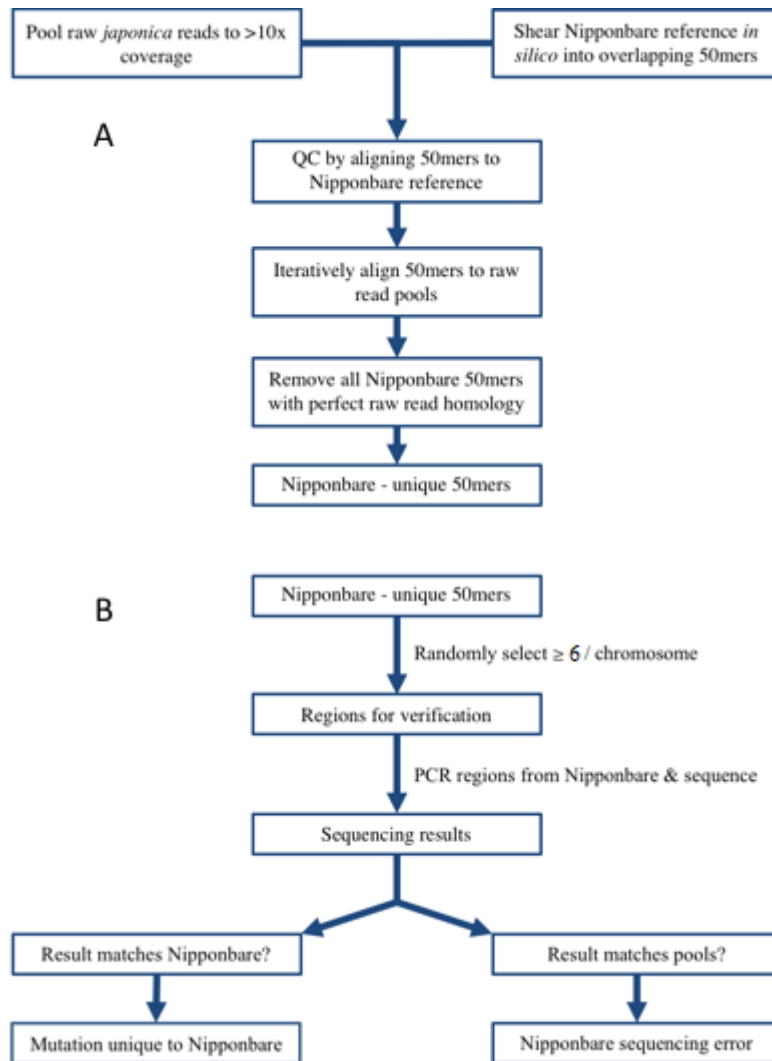 Pool raw japonica reads to >10x
coverage
Shear Nipponbare reference in
silico into overlapping 50mers
A
QC by aligning 50mers to
Nipponbare reference
Iteratively align 50mers to raw
read pools
Remove all Nipponbare 50mers
with perfect raw read homology
Nipponbare - unique 50mers
B
Nipponbare - unique 50mers
Randomly select ≥ 6 / chromosome
Regions for verification
PCR regions from Nipponbare & sequence
Sequencing results
Result matches Nipponbare?
Result matches pools?
Mutation unique to Nipponbare
Nipponbare sequencing error